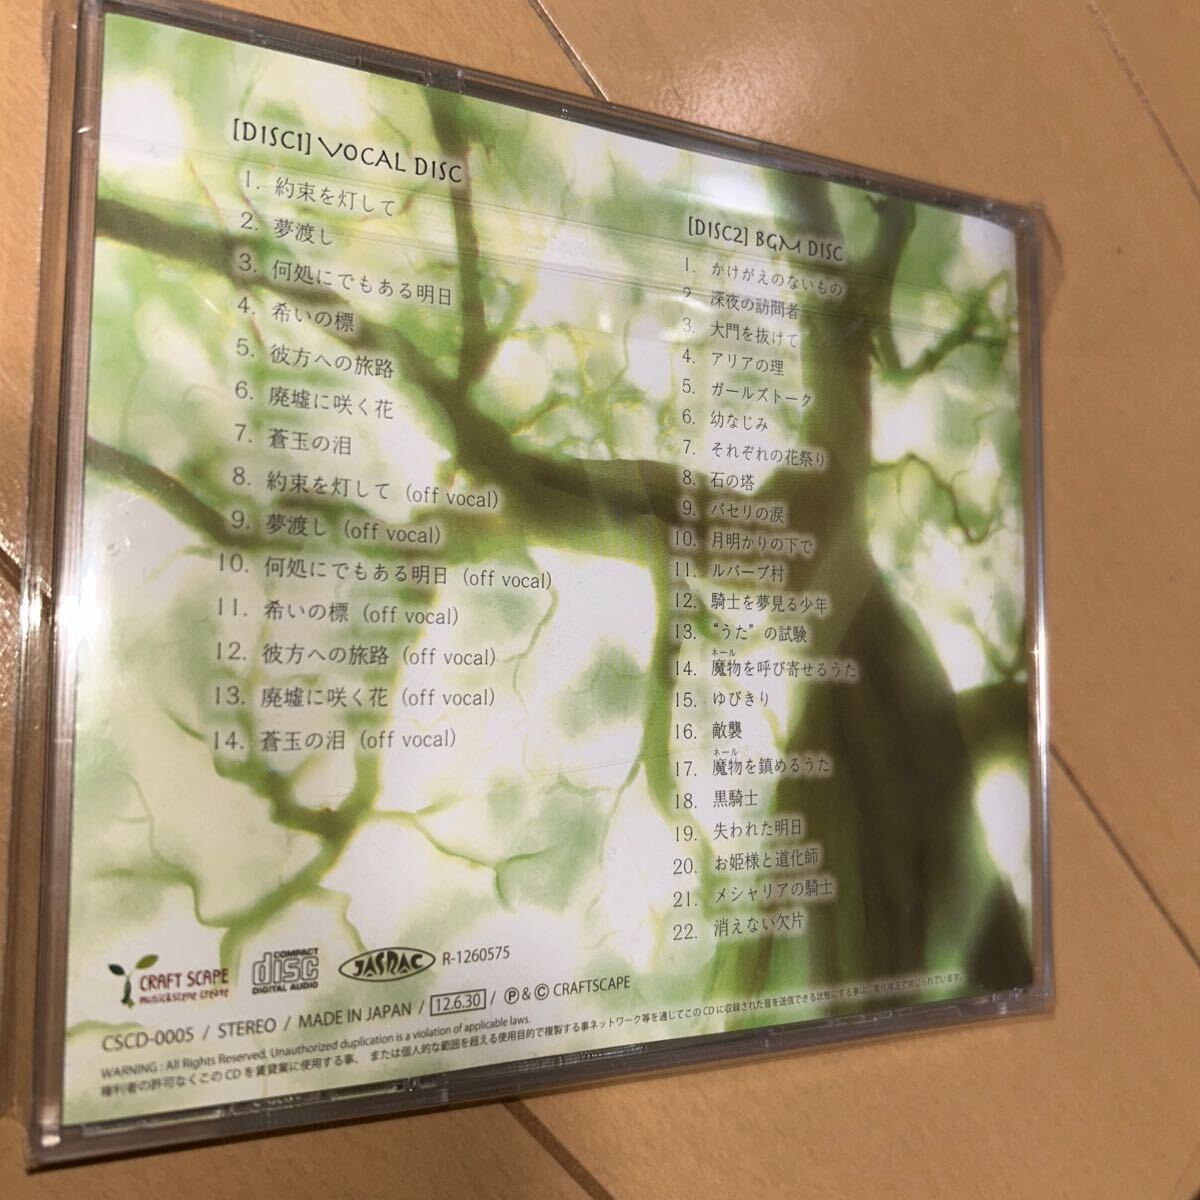 [DISC1] VOCAL DISC
1. 約束を灯して
2. 夢渡し
3. 何処にでもある明日
4. 希いの標
5. 彼方への旅路
6. 廃墟に咲く花
7. 蒼玉の泪
8. 約束を灯して (off vocal)
9. 夢渡し (off vocal)
10. 何処にでもある明日 (off vocal)
11. 希いの標 (off vocal)
12. 彼方への旅路 (off vocal)
13. 廃墟に咲く花 (off vocal)
14. 蒼玉の泪 (off vocal)
[DISC2] BGM DISC
1. かけがえのないもの
2. 深夜の訪問者
3. 大門を抜けて
4. アリアの理
5. ガールズトーク
6. 幼なじみ
7. それぞれの花祭り
8. 石の塔
9. パセリの涙
10. 月明かりの下で
11. ルバーブ村
12. 騎士を夢見る少年
13. “うた”の試験
ネール
14. 魔物を呼び寄せるうた
15. ゆびきり
16. 敵襲
ネール
17. 魔物を鎮めるうた
18. 黒騎士
19. 失われた明日
20. お姫様と道化師
21. メシャリアの騎士
22. 消えない欠片
CRAFT SCAPE
music&scene create
COMPACT
disc
DIGITAL AUDIO
JASRAC
R-1260575
CSCD-0005 / STEREO / MADE IN JAPAN / 12.6.30 / Ⓟ & © CRAFTSCAPE
WARNING : All Rights Reserved. Unauthorized duplication is a violation of applicable laws.
権利者の許可なくこのCDを賃貸業に使用する事、または個人的な範囲を超える使用目的で複製する事ネットワーク等を通じてこのCDに収録された音を送信できる状態にする事は、著作権法で禁じられています。